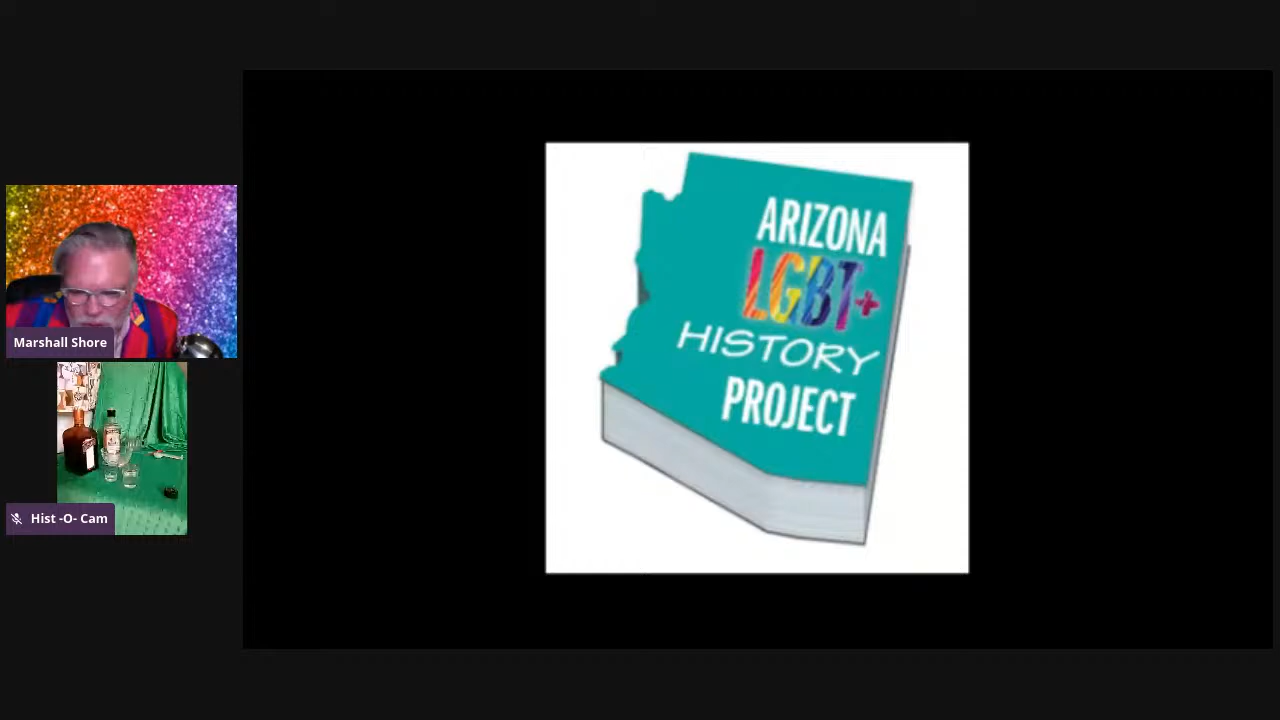 Marshall Shore
Hist -O- Cam
ARIZONA
LGBT+
HISTORY
PROJECT